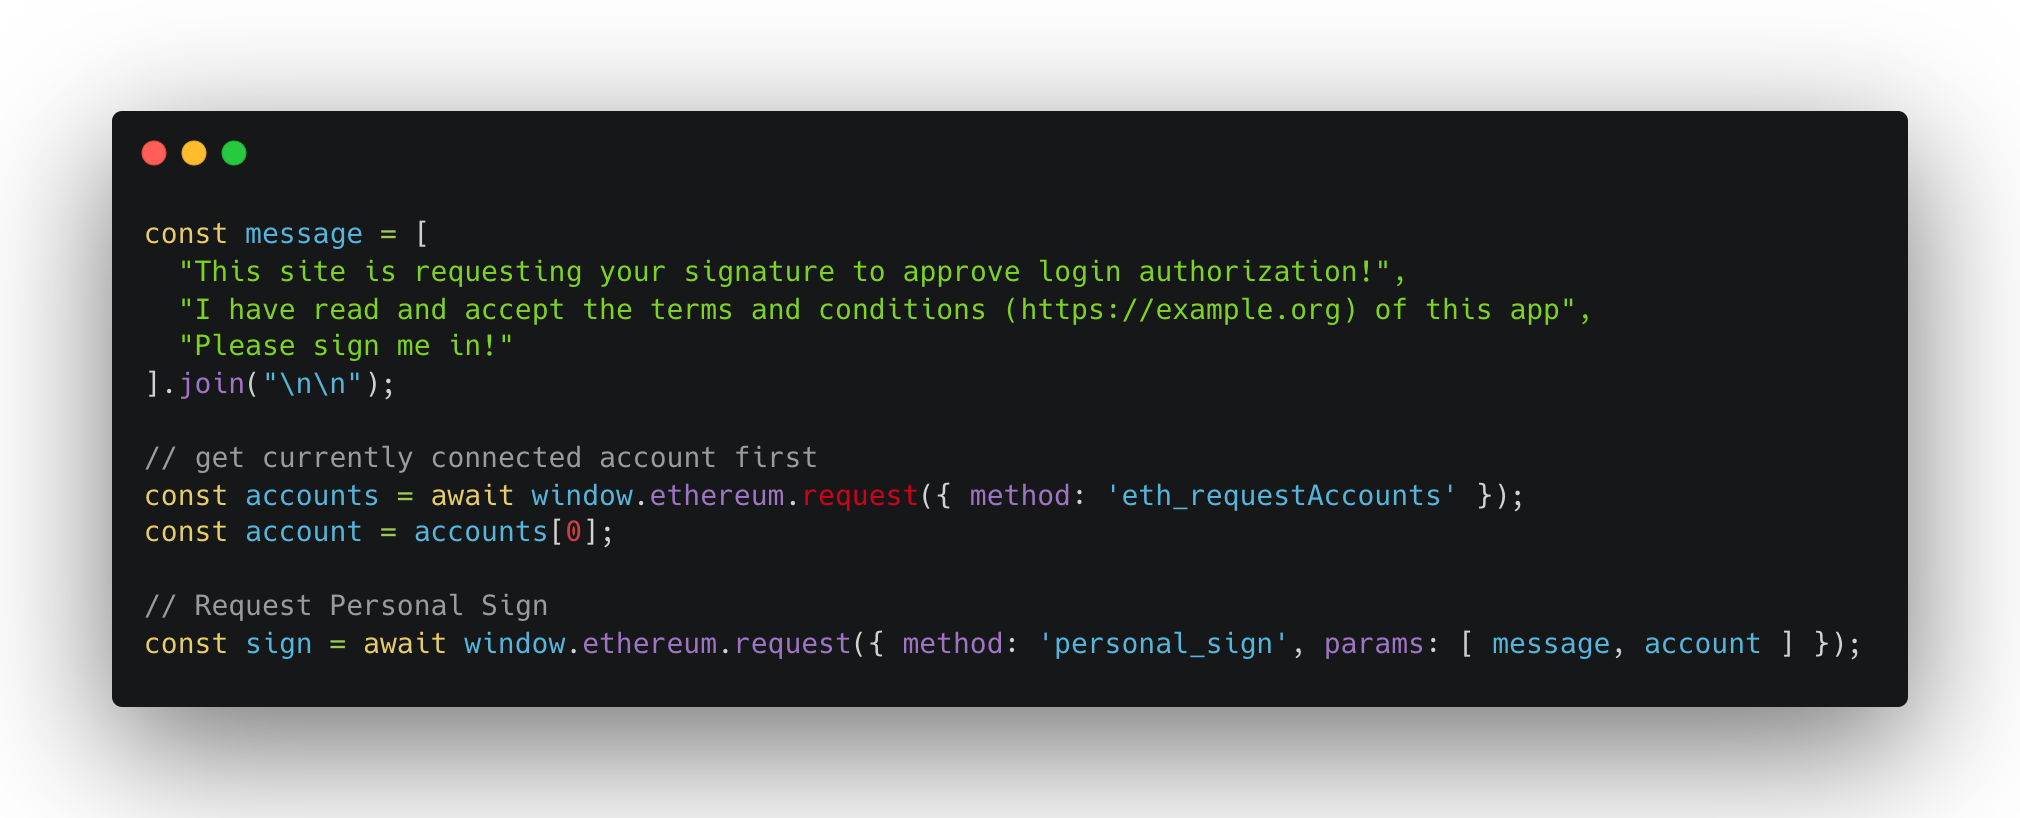 const message = [
  "This site is requesting your signature to approve login authorization!",
  "I have read and accept the terms and conditions (https://example.org) of this app",
  "Please sign me in!"
].join("\n\n");

// get currently connected account first
const accounts = await window.ethereum.request({ method: 'eth_requestAccounts' });
const account = accounts[0];

// Request Personal Sign
const sign = await window.ethereum.request({ method: 'personal_sign', params: [ message, account ] });